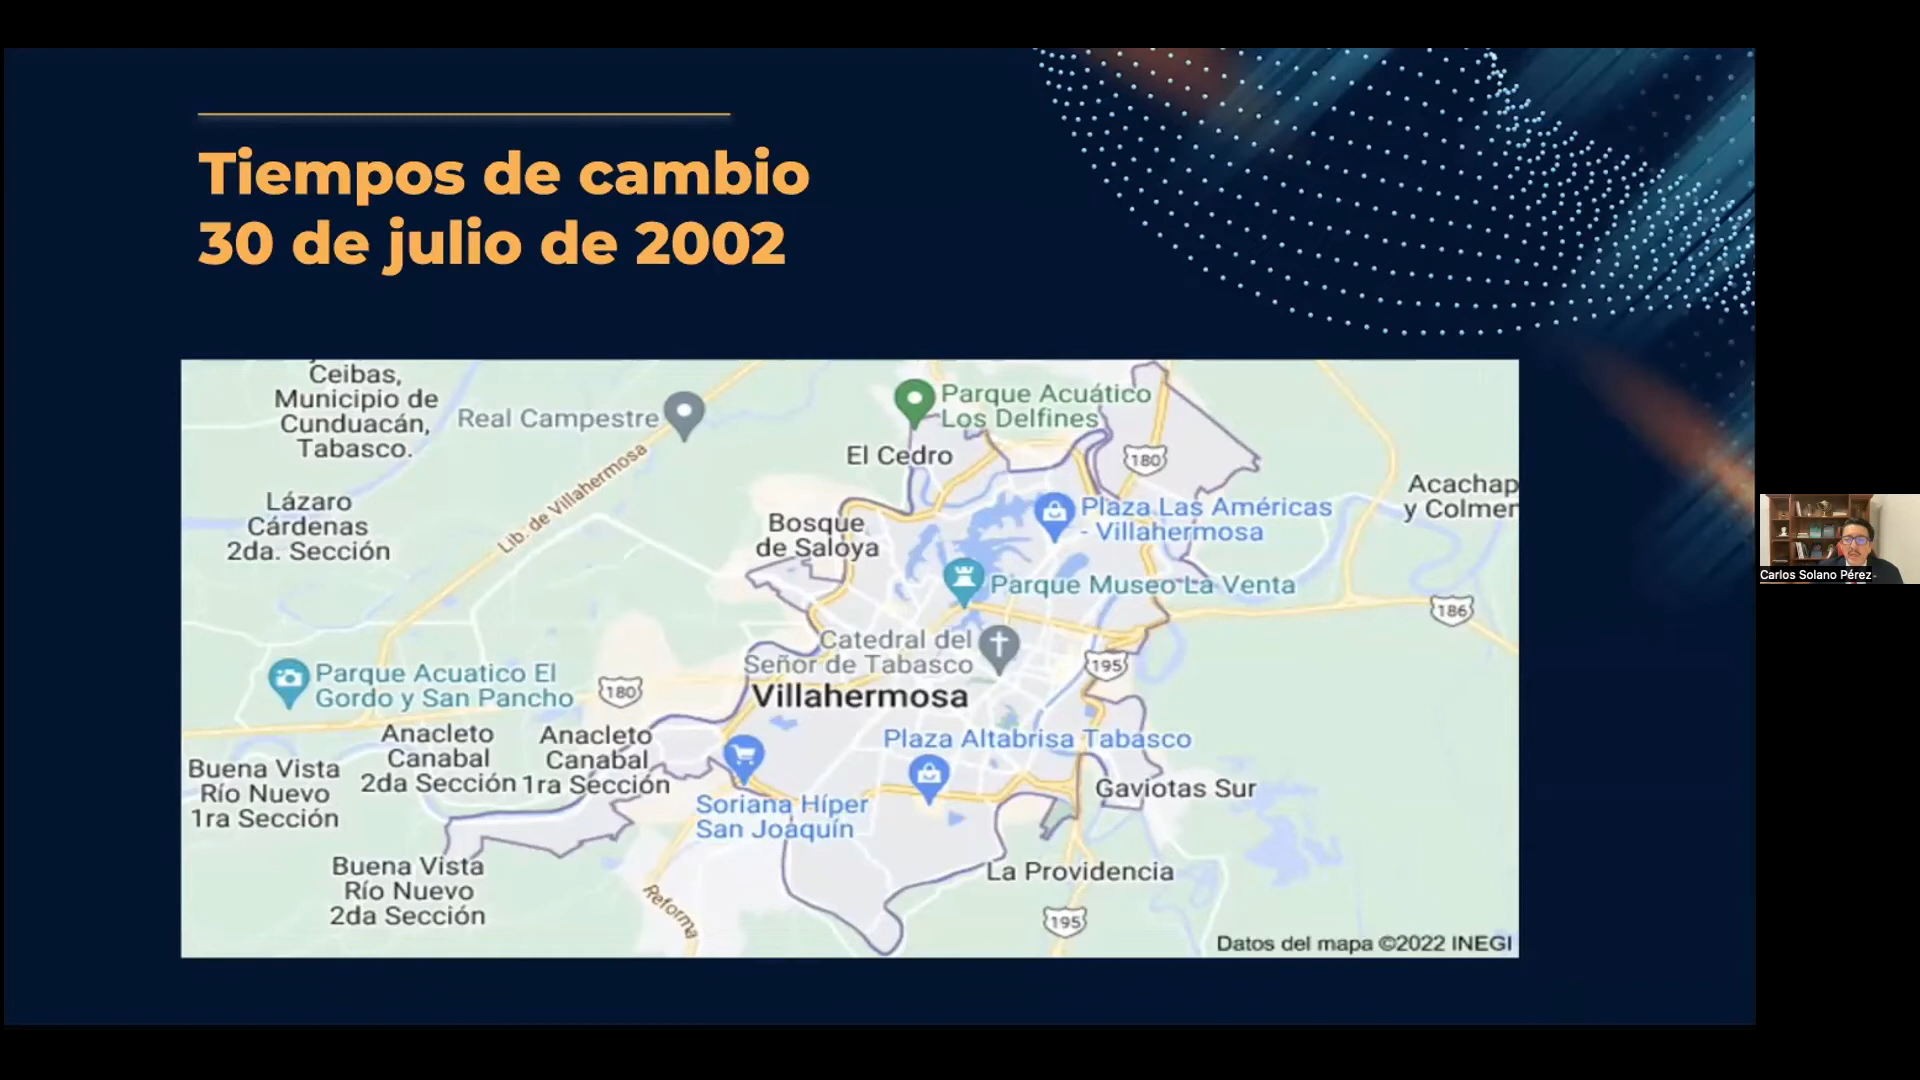 Tiempos de cambio
30 de julio de 2002
Ceibas,
Municipio de
Cunduacán,
Tabasco.
Real Campestre
Parque Acuático
Los Delfines
El Cedro
180
Lib. de Villahermosa
Acachap
y Colmen
Lázaro
Cárdenas
2da. Sección
Bosque
de Saloya
Plaza Las Américas
- Villahermosa
Parque Museo La Venta
186
Catedral del
Señor de Tabasco
195
Villahermosa
Parque Acuatico El
Gordo y San Pancho
180
Plaza Altabrisa Tabasco
Anacleto
Canabal
2da Sección
Anacleto
Canabal
1ra Sección
Buena Vista
Río Nuevo
1ra Sección
Gaviotas Sur
Soriana Híper
San Joaquín
Buena Vista
Río Nuevo
2da Sección
La Providencia
Reforma
195
Datos del mapa ©2022 INEGI
Carlos Solano Pérez-